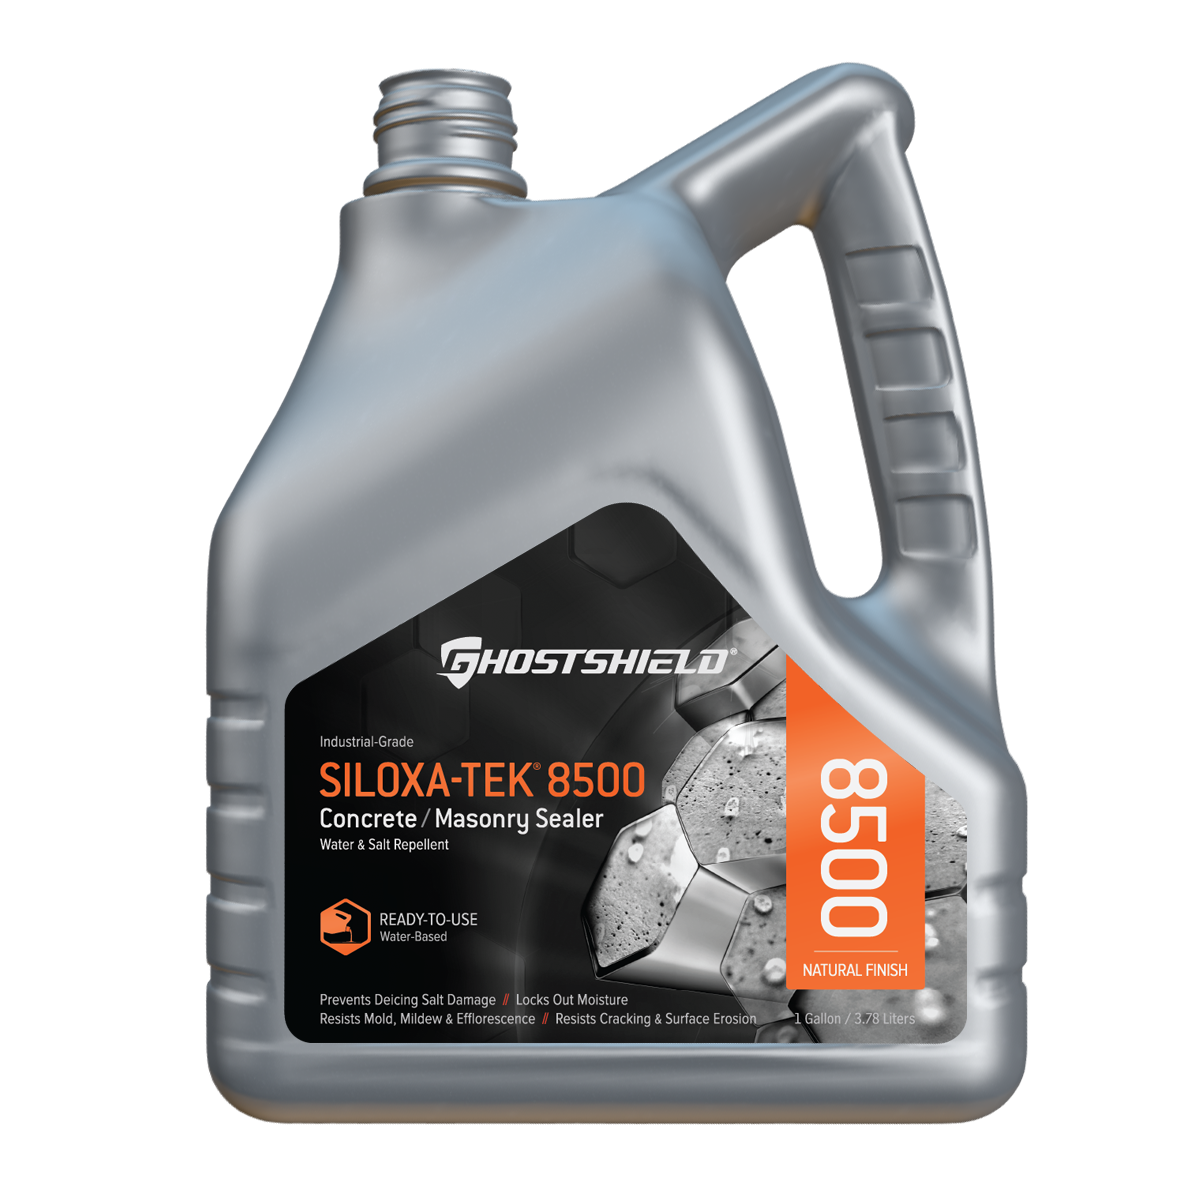 GHOSTSHIELD®
Industrial-Grade
SILOXA-TEK® 8500
Concrete / Masonry Sealer
Water & Salt Repellent
READY-TO-USE
Water-Based
Prevents Deicing Salt Damage // Locks Out Moisture
Resists Mold, Mildew & Efflorescence // Resists Cracking & Surface Erosion
8500
NATURAL FINISH
1 Gallon / 3.78 Liters